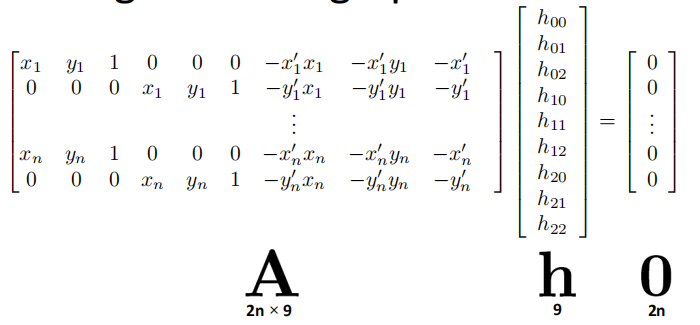 [ x₁ y₁ 1 0 0 0 −x′₁x₁ −x′₁y₁ −x′₁ ]
[ 0 0 0 x₁ y₁ 1 −y′₁x₁ −y′₁y₁ −y′₁ ]
⋮
[ xₙ yₙ 1 0 0 0 −x′ₙxₙ −x′ₙyₙ −x′ₙ ]
[ 0 0 0 xₙ yₙ 1 −y′ₙxₙ −y′ₙyₙ −y′ₙ ]
h₀₀
h₀₁
h₀₂
h₁₀
h₁₁
h₁₂
h₂₀
h₂₁
h₂₂
=
0
0
⋮
0
0
A h 0
2n × 9 9 2n